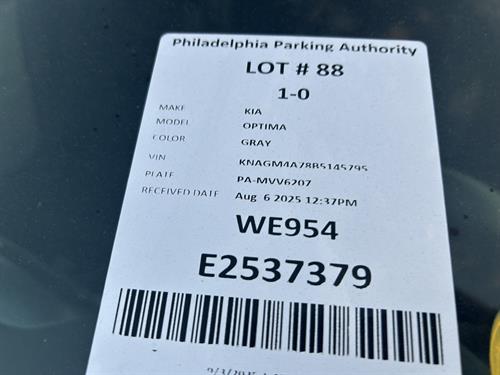 Philadelphia Parking Authority
LOT # 88
1-0
MAKE KIA
MODEL OPTIMA
COLOR GRAY
VIN KNAGM4A78B5145795
PLATE PA-MVV6207
RECEIVED DATE Aug 6 2025 12:37PM
WE954
E2537379